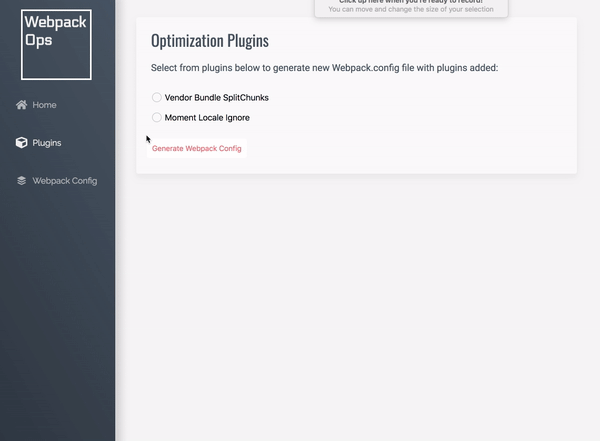 Click up here when you're ready to record!
You can move and change the size of your selection
Webpack
Ops
Home
Plugins
Webpack Config
Optimization Plugins
Select from plugins below to generate new Webpack.config file with plugins added:
Vendor Bundle SplitChunks
Moment Locale Ignore
Generate Webpack Config